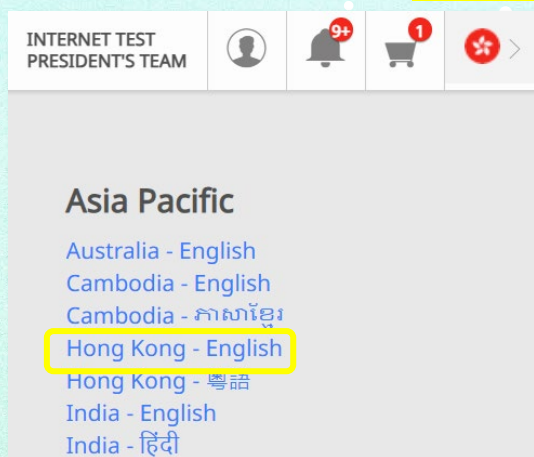 INTERNET TEST
PRESIDENT'S TEAM
9+
1
Asia Pacific
Australia - English
Cambodia - English
Cambodia - ភាសាខ្មែរ
Hong Kong - English
Hong Kong - 粵語
India - English
India - हिंदी